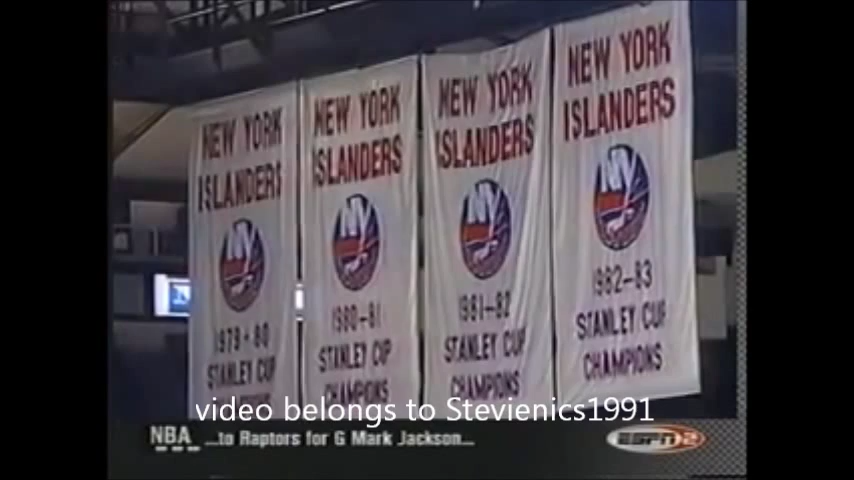 NEW YORK
ISLANDERS
NY
1979-80
STANLEY CUP
NEW YORK
ISLANDERS
NY
1980-81
STANLEY CUP
CHAMPIONS
NEW YORK
ISLANDERS
NY
1981-82
STANLEY CUP
CHAMPIONS
NEW YORK
ISLANDERS
NY
1982-83
STANLEY CUP
CHAMPIONS
video belongs to Stevienics1991
NBA ...to Raptors for G Mark Jackson...
ESPN2